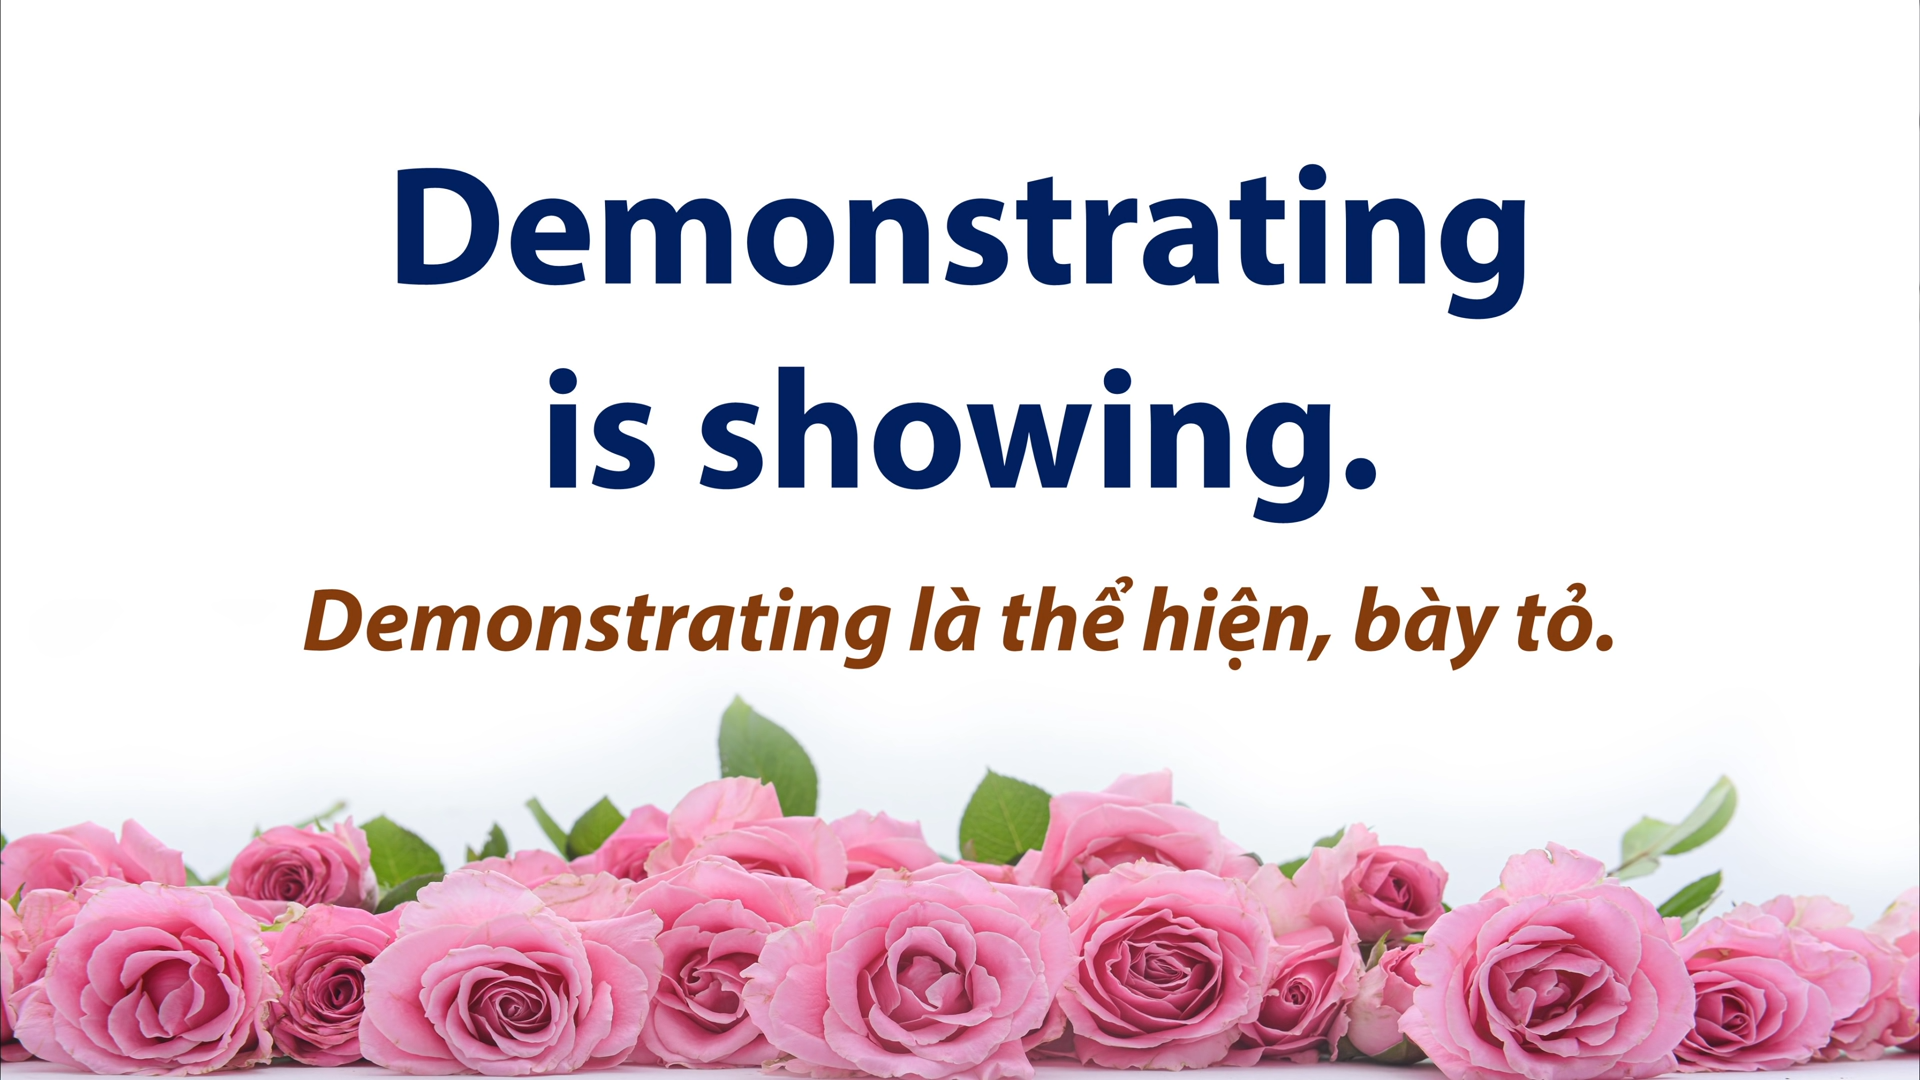 Demonstrating
is showing.
Demonstrating là thể hiện, bày tỏ.